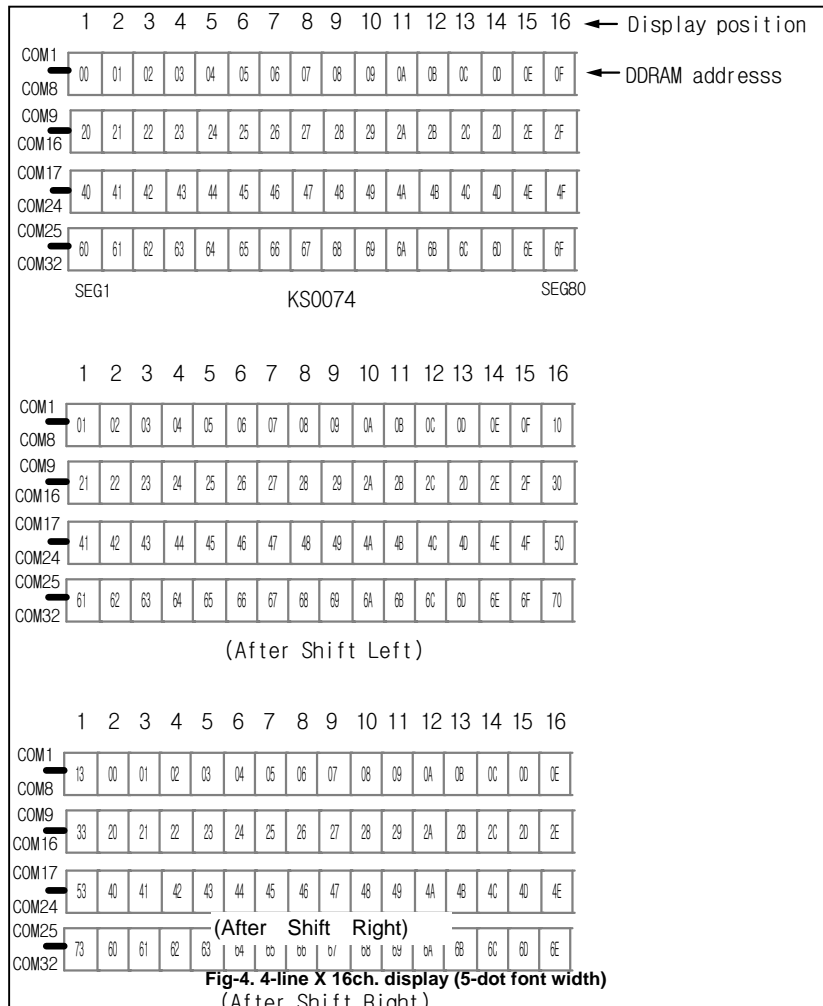 1 2 3 4 5 6 7 8 9 10 11 12 13 14 15 16 Display position
COM1
00 01 02 03 04 05 06 07 08 09 0A 0B 0C 0D 0E 0F DDRAM addresss
COM8
COM9
20 21 22 23 24 25 26 27 28 29 2A 2B 2C 2D 2E 2F
COM16
COM17
40 41 42 43 44 45 46 47 48 49 4A 4B 4C 4D 4E 4F
COM24
COM25
60 61 62 63 64 65 66 67 68 69 6A 6B 6C 6D 6E 6F
COM32
SEG1 KS0074 SEG80
1 2 3 4 5 6 7 8 9 10 11 12 13 14 15 16
COM1
01 02 03 04 05 06 07 08 09 0A 0B 0C 0D 0E 0F 10
COM8
COM9
21 22 23 24 25 26 27 28 29 2A 2B 2C 2D 2E 2F 30
COM16
COM17
41 42 43 44 45 46 47 48 49 4A 4B 4C 4D 4E 4F 50
COM24
COM25
61 62 63 64 65 66 67 68 69 6A 6B 6C 6D 6E 6F 70
COM32
(After Shift Left)
1 2 3 4 5 6 7 8 9 10 11 12 13 14 15 16
COM1
13 00 01 02 03 04 05 06 07 08 09 0A 0B 0C 0D 0E
COM8
COM9
33 20 21 22 23 24 25 26 27 28 29 2A 2B 2C 2D 2E
COM16
COM17
53 40 41 42 43 44 45 46 47 48 49 4A 4B 4C 4D 4E
COM24
(After Shift Right)
COM25
73 60 61 62 63 64 65 66 67 68 69 6A 6B 6C 6D 6E
COM32
Fig-4. 4-line X 16ch. display (5-dot font width)
(After Shift Right)